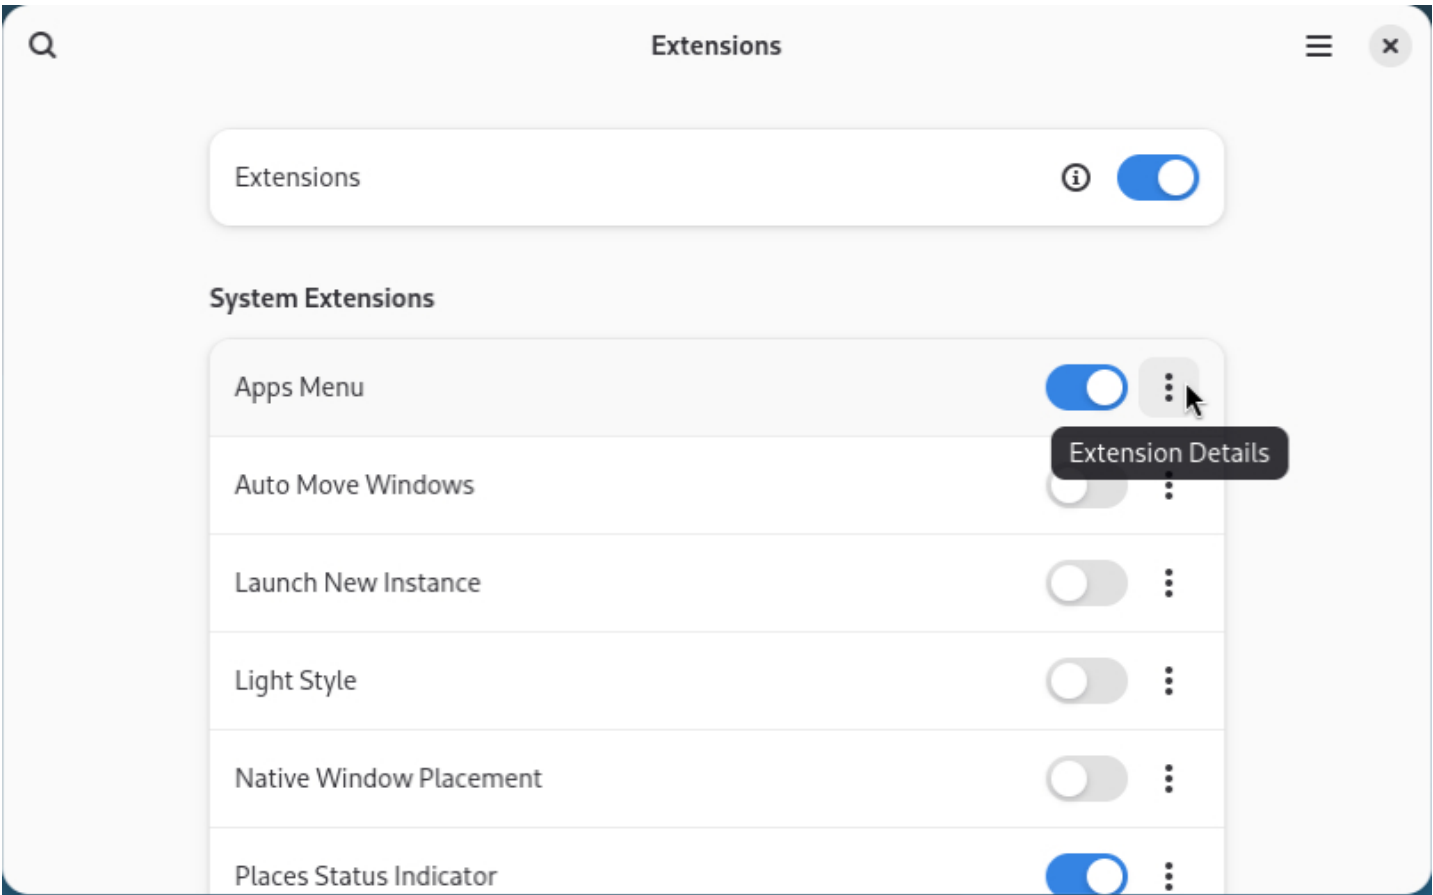 Extensions
Extensions
System Extensions
Apps Menu
Extension Details
Auto Move Windows
Launch New Instance
Light Style
Native Window Placement
Places Status Indicator